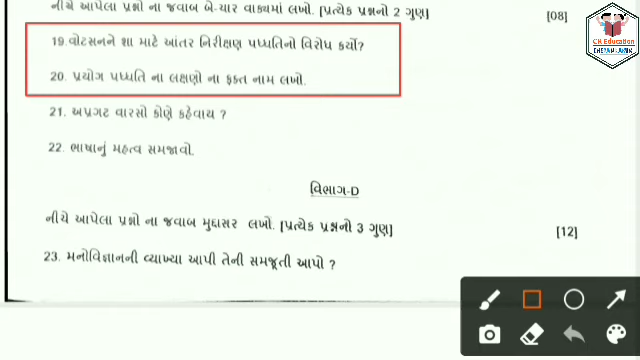 નીચે આપેલા પ્રશ્નો ના જવાબ બે-ચાર વાક્યમાં લખો. [પ્રત્યેક પ્રશ્નનો 2 ગુણ] [08]
19.વોટસનને શા માટે આંતર નિરીક્ષણ પધ્ધતિનો વિરોધ કર્યો?
20. પ્રયોગ પધ્ધતિ ના લક્ષણો ના ફક્ત નામ લખો.
21. અપ્રગટ વારસો કોણે કહેવાય ?
22. ભાષાનું મહત્વ સમજાવો.
વિભાગ-D
નીચે આપેલા પ્રશ્નો ના જવાબ મુદ્દાસર લખો. [પ્રત્યેક પ્રશ્નનો 3 ગુણ] [12]
23. મનોવિજ્ઞાનની વ્યાખ્યા આપી તેની સમજૂતી આપો ?
CH Education